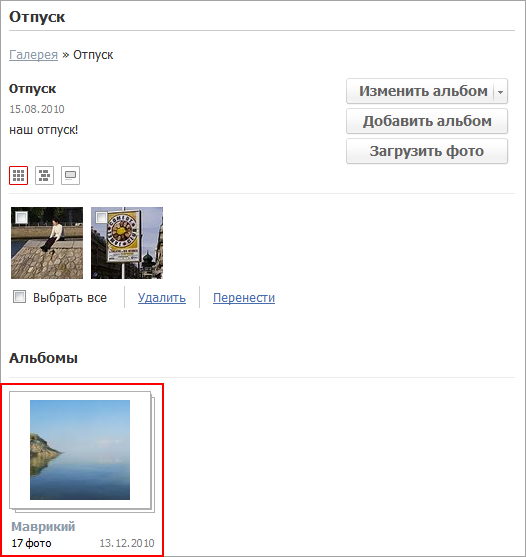 Отпуск
Галерея » Отпуск
Отпуск
15.08.2010
наш отпуск!
Изменить альбом
Добавить альбом
Загрузить фото
Выбрать все
Удалить
Перенести
Альбомы
Маврикий
17 фото
13.12.2010